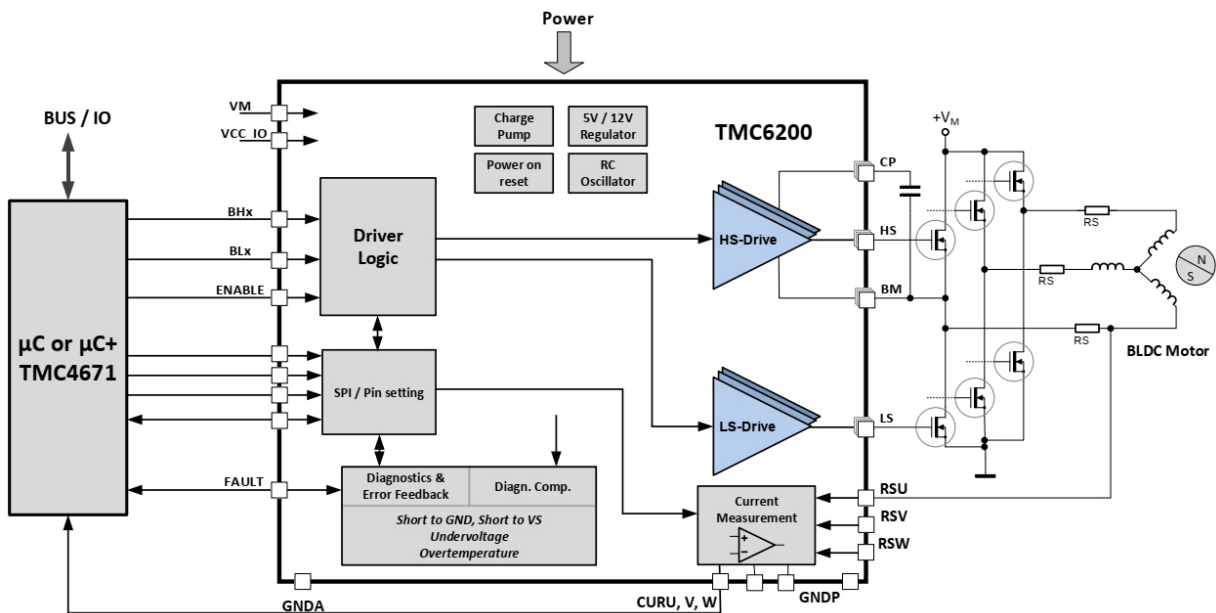 Power
BUS / IO
VM
VCC_IO
Charge
Pump
5V / 12V
Regulator
Power on
reset
RC
Oscillator
TMC6200
+VM
CP
BHx
BLx
ENABLE
Driver
Logic
HS-Drive
HS
BM
RS
RS
RS
N
S
BLDC Motor
µC or µC+
TMC4671
SPI / Pin setting
LS-Drive
LS
FAULT
Diagnostics &
Error Feedback
Diagn. Comp.
Short to GND, Short to VS
Undervoltage
Overtemperature
Current
Measurement
+
−
RSU
RSV
RSW
GNDA
CURU, V, W
GNDP